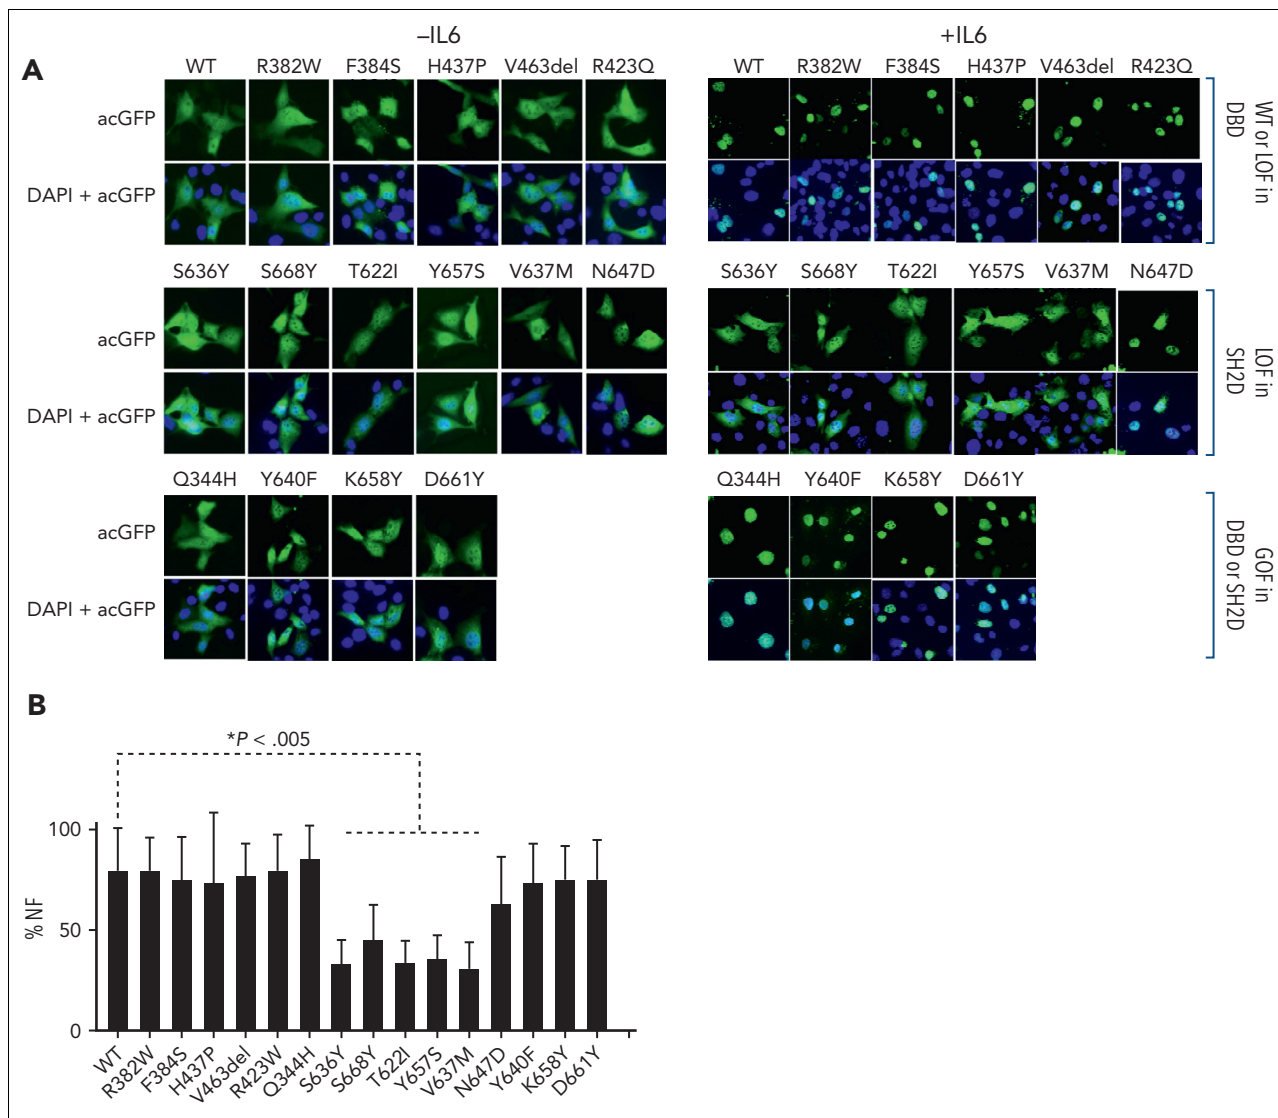 –IL6
+IL6
A
WT R382W F384S H437P V463del R423Q
WT R382W F384S H437P V463del R423Q
acGFP
DAPI + acGFP
WT or LOF in
DBD
S636Y S668Y T622I Y657S V637M N647D
S636Y S668Y T622I Y657S V637M N647D
acGFP
DAPI + acGFP
LOF in
SH2D
Q344H Y640F K658Y D661Y
Q344H Y640F K658Y D661Y
acGFP
DAPI + acGFP
GOF in
DBD or SH2D
B
*P < .005
100
50
0
% NF
WT
R382W
F384S
H437P
V463del
R423W
Q344H
S636Y
S668Y
T622I
Y657S
V637M
N647D
Y640F
K658Y
D661Y